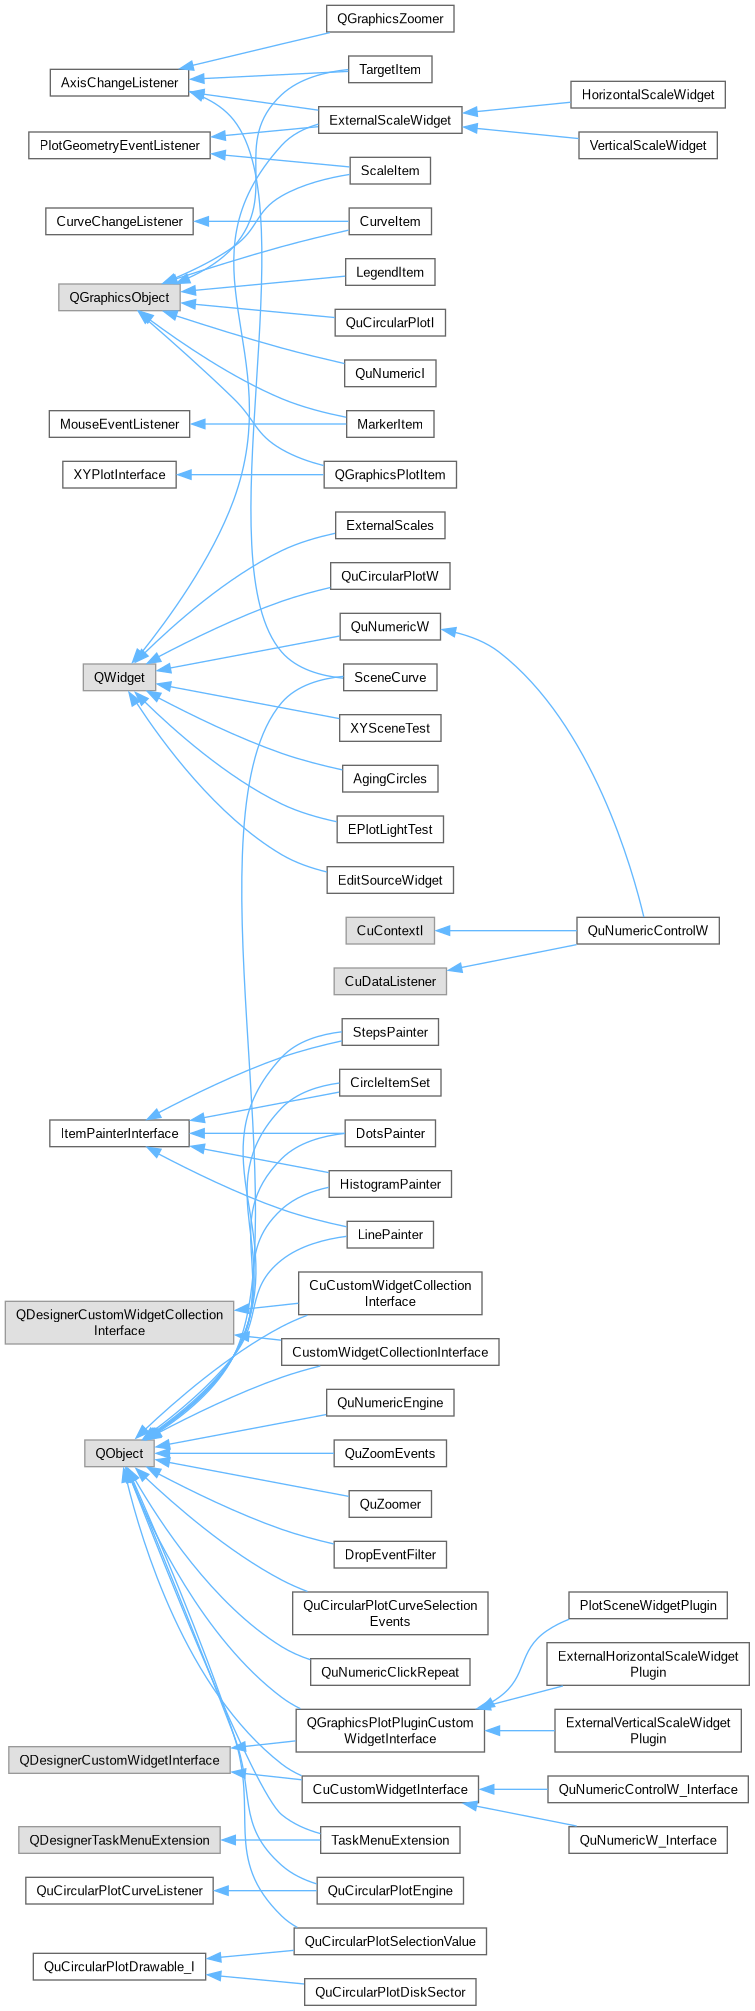 QGraphicsZoomer
TargetItem
AxisChangeListener
HorizontalScaleWidget
ExternalScaleWidget
PlotGeometryEventListener
VerticalScaleWidget
ScaleItem
CurveChangeListener
CurveItem
LegendItem
QGraphicsObject
QuCircularPlotI
QuNumericI
MouseEventListener
MarkerItem
XYPlotInterface
QGraphicsPlotItem
ExternalScales
QuCircularPlotW
QuNumericW
QWidget
SceneCurve
XYSceneTest
AgingCircles
EPlotLightTest
EditSourceWidget
CuContextI
QuNumericControlW
CuDataListener
StepsPainter
CircleItemSet
ItemPainterInterface
DotsPainter
HistogramPainter
LinePainter
CuCustomWidgetCollection
Interface
QDesignerCustomWidgetCollection
Interface
CustomWidgetCollectionInterface
QuNumericEngine
QObject
QuZoomEvents
QuZoomer
DropEventFilter
QuCircularPlotCurveSelection
Events
PlotSceneWidgetPlugin
QuNumericClickRepeat
ExternalHorizontalScaleWidget
Plugin
QGraphicsPlotPluginCustom
WidgetInterface
ExternalVerticalScaleWidget
Plugin
QDesignerCustomWidgetInterface
CuCustomWidgetInterface
QuNumericControlW_Interface
QDesignerTaskMenuExtension
TaskMenuExtension
QuNumericW_Interface
QuCircularPlotCurveListener
QuCircularPlotEngine
QuCircularPlotSelectionValue
QuCircularPlotDrawable_I
QuCircularPlotDiskSector